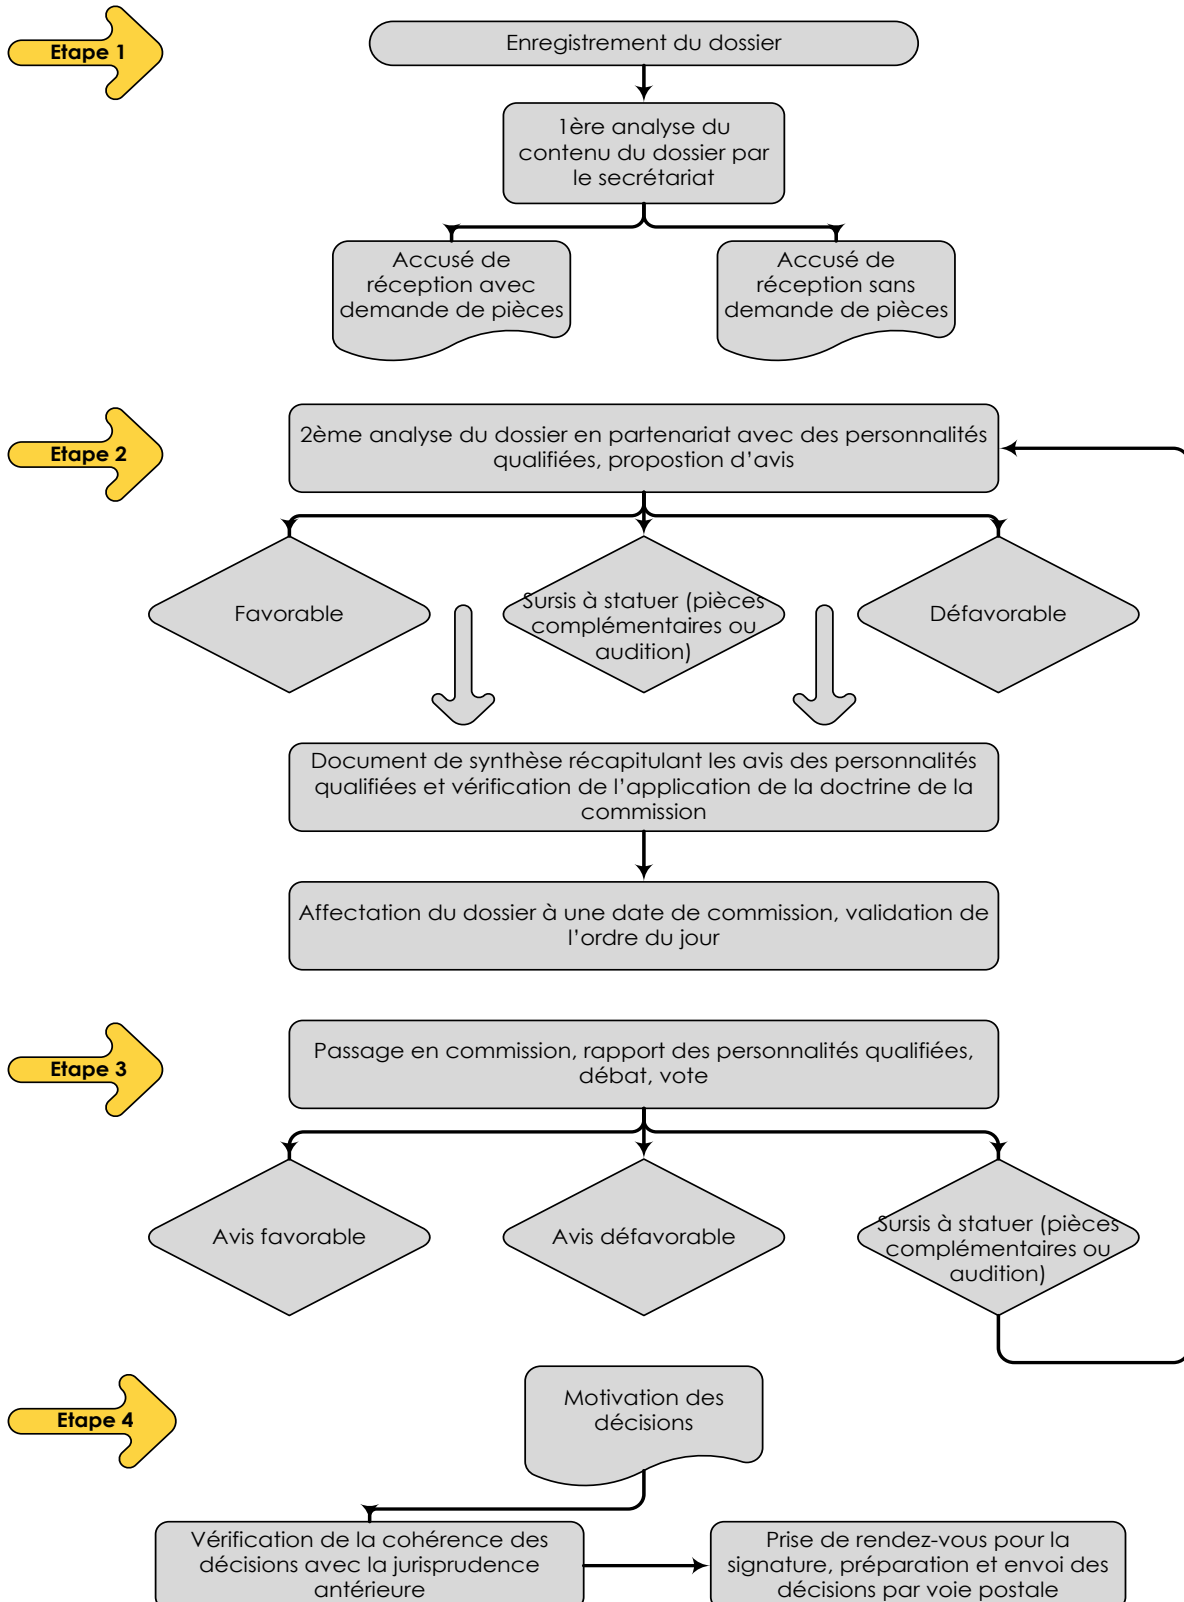 Etape 1
Enregistrement du dossier
1ère analyse du
contenu du dossier par
le secrétariat
Accusé de
réception avec
demande de pièces
Accusé de
réception sans
demande de pièces
Etape 2
2ème analyse du dossier en partenariat avec des personnalités
qualifiées, propostion d'avis
Favorable
Sursis à statuer (pièces
complémentaires ou
audition)
Défavorable
Document de synthèse récapitulant les avis des personnalités
qualifiées et vérification de l'application de la doctrine de la
commission
Affectation du dossier à une date de commission, validation de
l'ordre du jour
Etape 3
Passage en commission, rapport des personnalités qualifiées,
débat, vote
Avis favorable
Avis défavorable
Sursis à statuer (pièces
complémentaires ou
audition)
Etape 4
Motivation des
décisions
Vérification de la cohérence des
décisions avec la jurisprudence
antérieure
Prise de rendez-vous pour la
signature, préparation et envoi des
décisions par voie postale